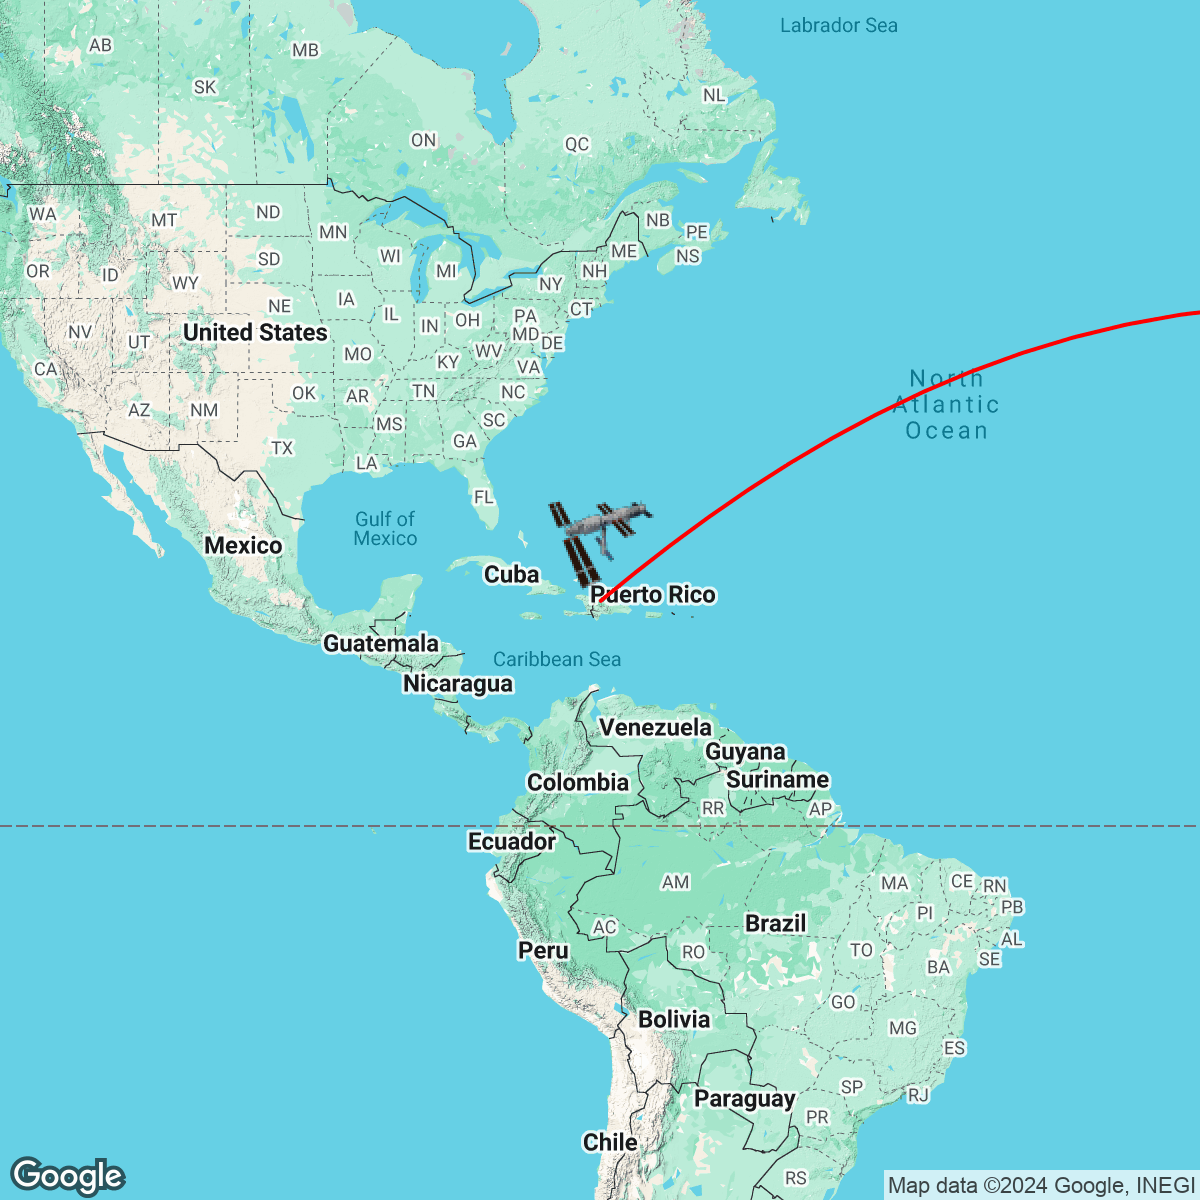 Labrador Sea
AB
MB
SK
NL
ON
QC
WA
MT
ND
NB
MN
PE
OR
ID
SD
WI
MI
ME
NS
WY
NH
NY
NE
IA
IL
IN
OH
PA
CT
NV
UT
United States
MD
DE
MO
KY
WV
VA
CA
OK
AR
TN
NC
AZ
NM
MS
SC
TX
GA
LA
FL
North
Atlantic
Ocean
Gulf of
Mexico
Mexico
Cuba
Puerto Rico
Guatemala
Caribbean Sea
Nicaragua
Venezuela
Guyana
Colombia
Suriname
RR
AP
Ecuador
AM
MA
CE
RN
PB
PI
AC
Brazil
AL
Peru
RO
TO
BA
SE
GO
Bolivia
MG
ES
SP
RJ
Paraguay
PR
Chile
RS
Google
Map data ©2024 Google, INEGI